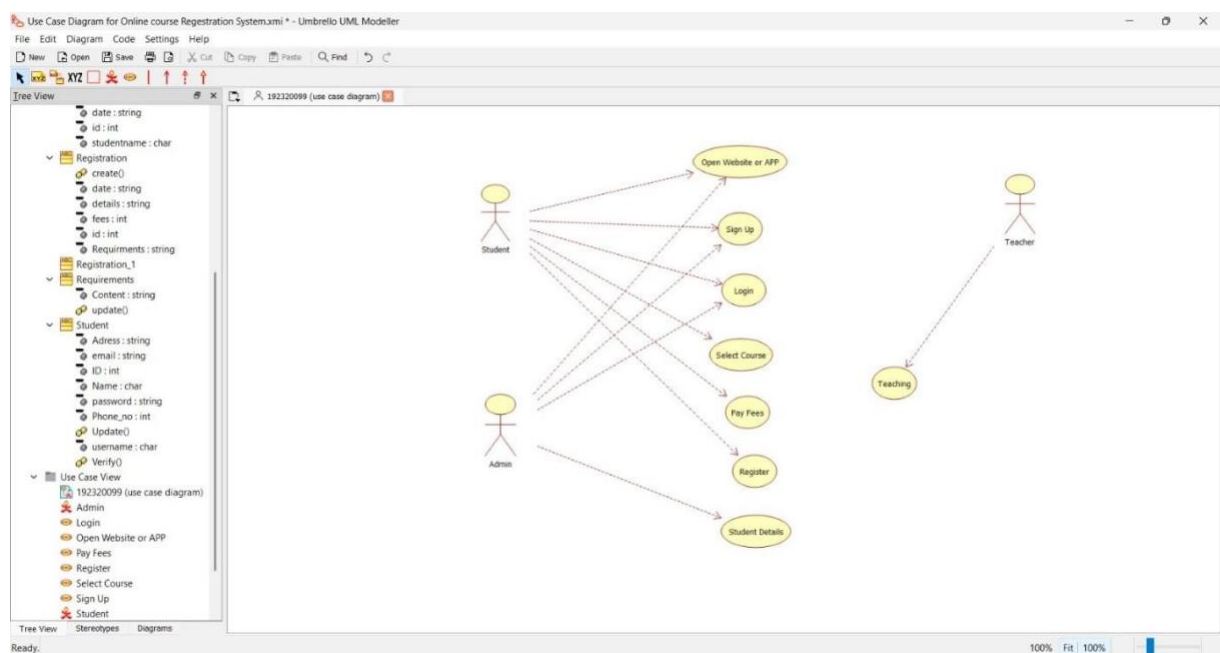 Use Case Diagram for Online course Regestration System.xmi * - Umbrello UML Modeller
File Edit Diagram Code Settings Help
New Open Save Cut Copy Paste Find
XYZ
Tree View
192320099 (use case diagram)
date : string
id : int
studentname : char
Registration
create()
date : string
details : string
fees : int
id : int
Requirments : string
Registration_1
Requirements
Content : string
update()
Student
Adress : string
email : string
ID : int
Name : char
password : string
Phone_no : int
Update()
username : char
Verify()
Use Case View
192320099 (use case diagram)
Admin
Login
Open Website or APP
Pay Fees
Register
Select Course
Sign Up
Student
Tree View Stereotypes Diagrams
Open Website or APP
Sign Up
Student
Teacher
Login
Select Course
Teaching
Pay Fees
Admin
Register
Student Details
Ready.
100% Fit 100%